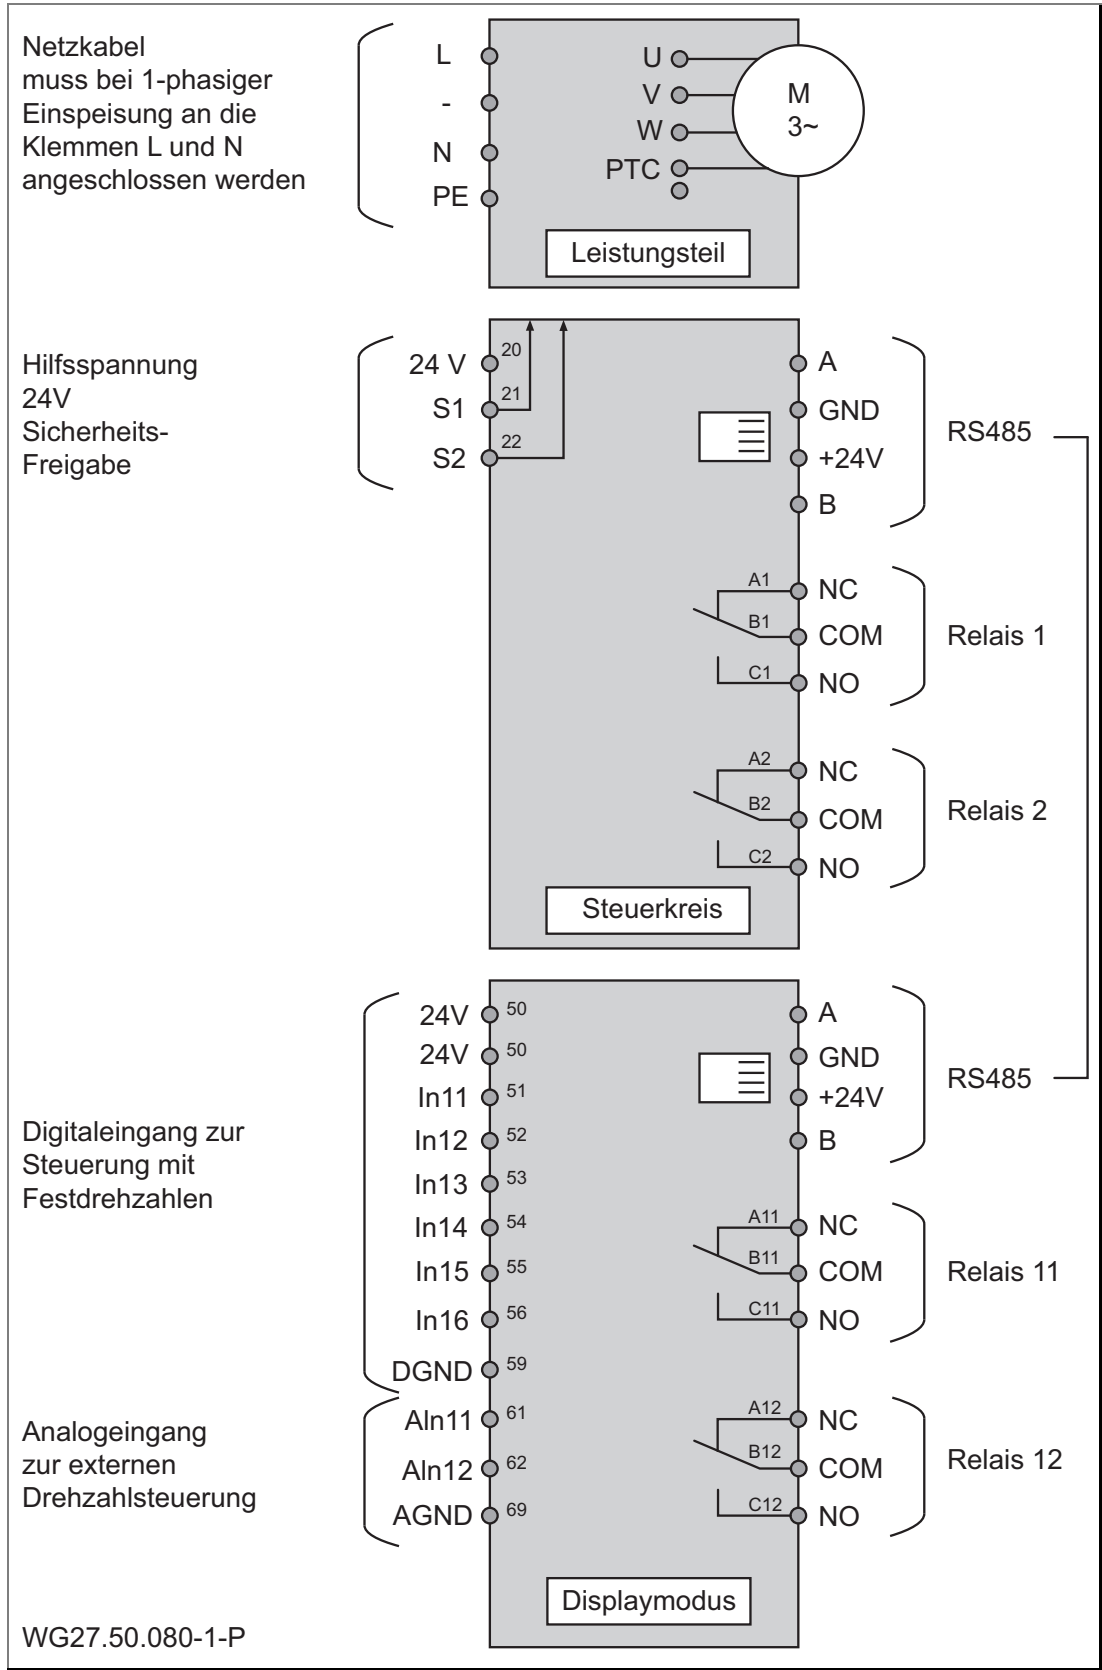 Netzkabel
muss bei 1-phasiger
Einspeisung an die
Klemmen L und N
angeschlossen werden
L
-
N
PE
U
V
W
PTC
M
3~
Leistungsteil
Hilfsspannung
24V
Sicherheits-
Freigabe
24 V 20
S1 21
S2 22
A
GND
+24V
B
RS485
A1 NC
B1 COM
C1 NO
Relais 1
A2 NC
B2 COM
C2 NO
Relais 2
Steuerkreis
Digitaleingang zur
Steuerung mit
Festdrehzahlen
24V 50
24V 50
In11 51
In12 52
In13 53
In14 54
In15 55
In16 56
DGND 59
Analogeingang
zur externen
Drehzahlsteuerung
AIn11 61
AIn12 62
AGND 69
A
GND
+24V
B
RS485
A11 NC
B11 COM
C11 NO
Relais 11
A12 NC
B12 COM
C12 NO
Relais 12
Displaymodus
WG27.50.080-1-P